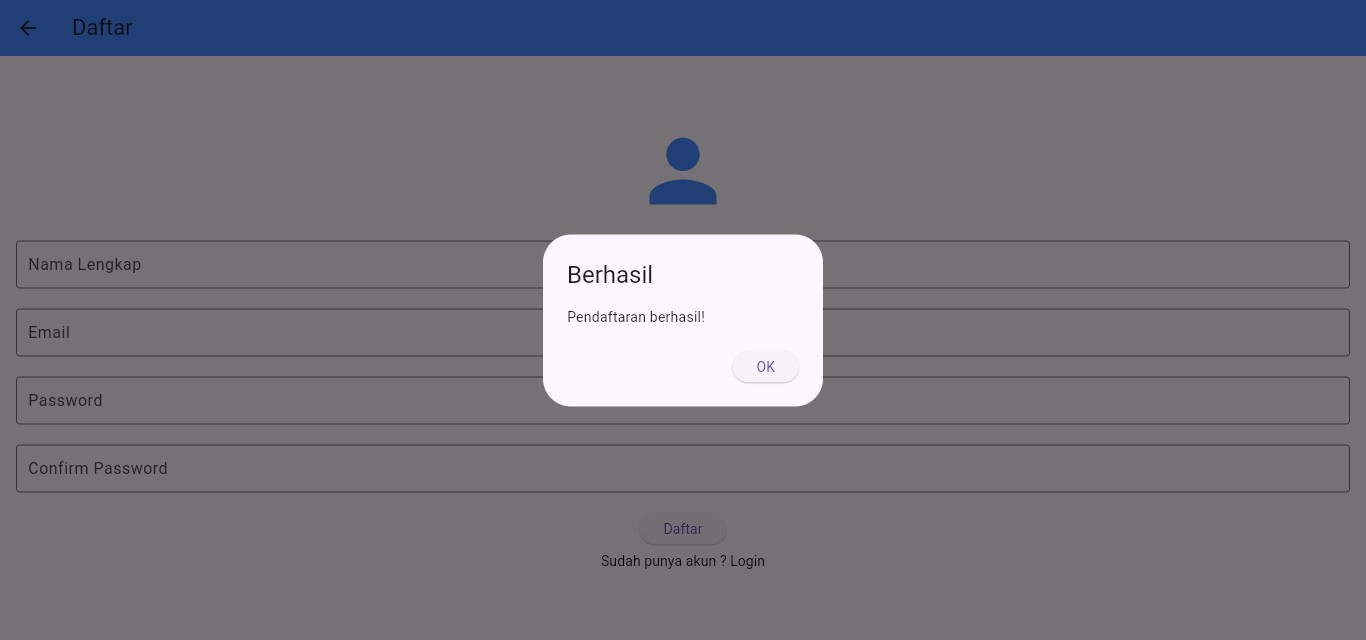 Daftar
Nama Lengkap
Email
Password
Confirm Password
Berhasil
Pendaftaran berhasil!
OK
Daftar
Sudah punya akun ? Login